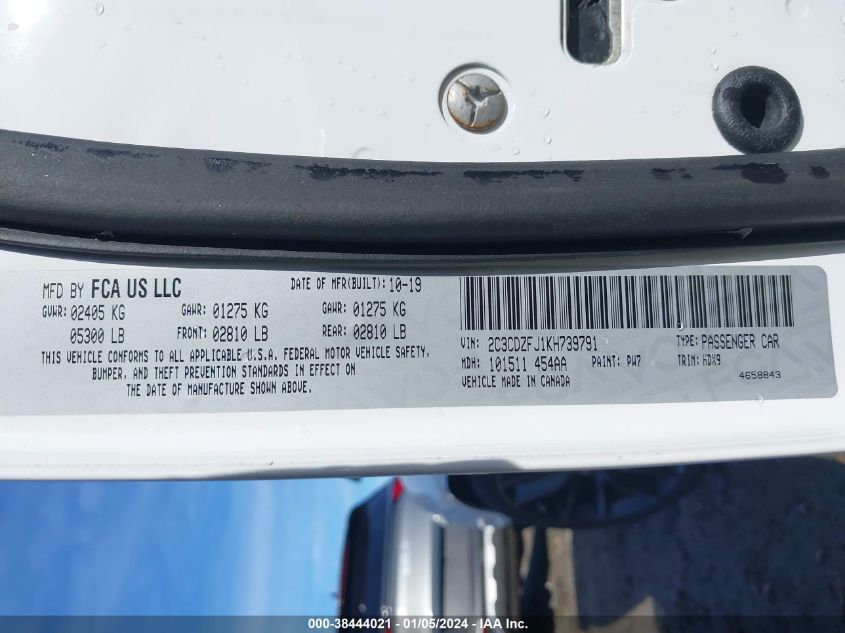 MFD BY FCA US LLC
DATE OF MFR(BUILT): 10-19
GVWR: 02405 KG GAWR: 01275 KG GAWR: 01275 KG
05300 LB FRONT: 02810 LB REAR: 02810 LB
THIS VEHICLE CONFORMS TO ALL APPLICABLE U.S.A. FEDERAL MOTOR VEHICLE SAFETY,
BUMPER, AND THEFT PREVENTION STANDARDS IN EFFECT ON
THE DATE OF MANUFACTURE SHOWN ABOVE.
VIN: 2C3CDZFJ1KH739791 TYPE: PASSENGER CAR
MDH: 101511 454AA PAINT: PW7 TRIM: HDX9
VEHICLE MADE IN CANADA
4658843
000-38444021 - 01/05/2024 - IAA Inc.